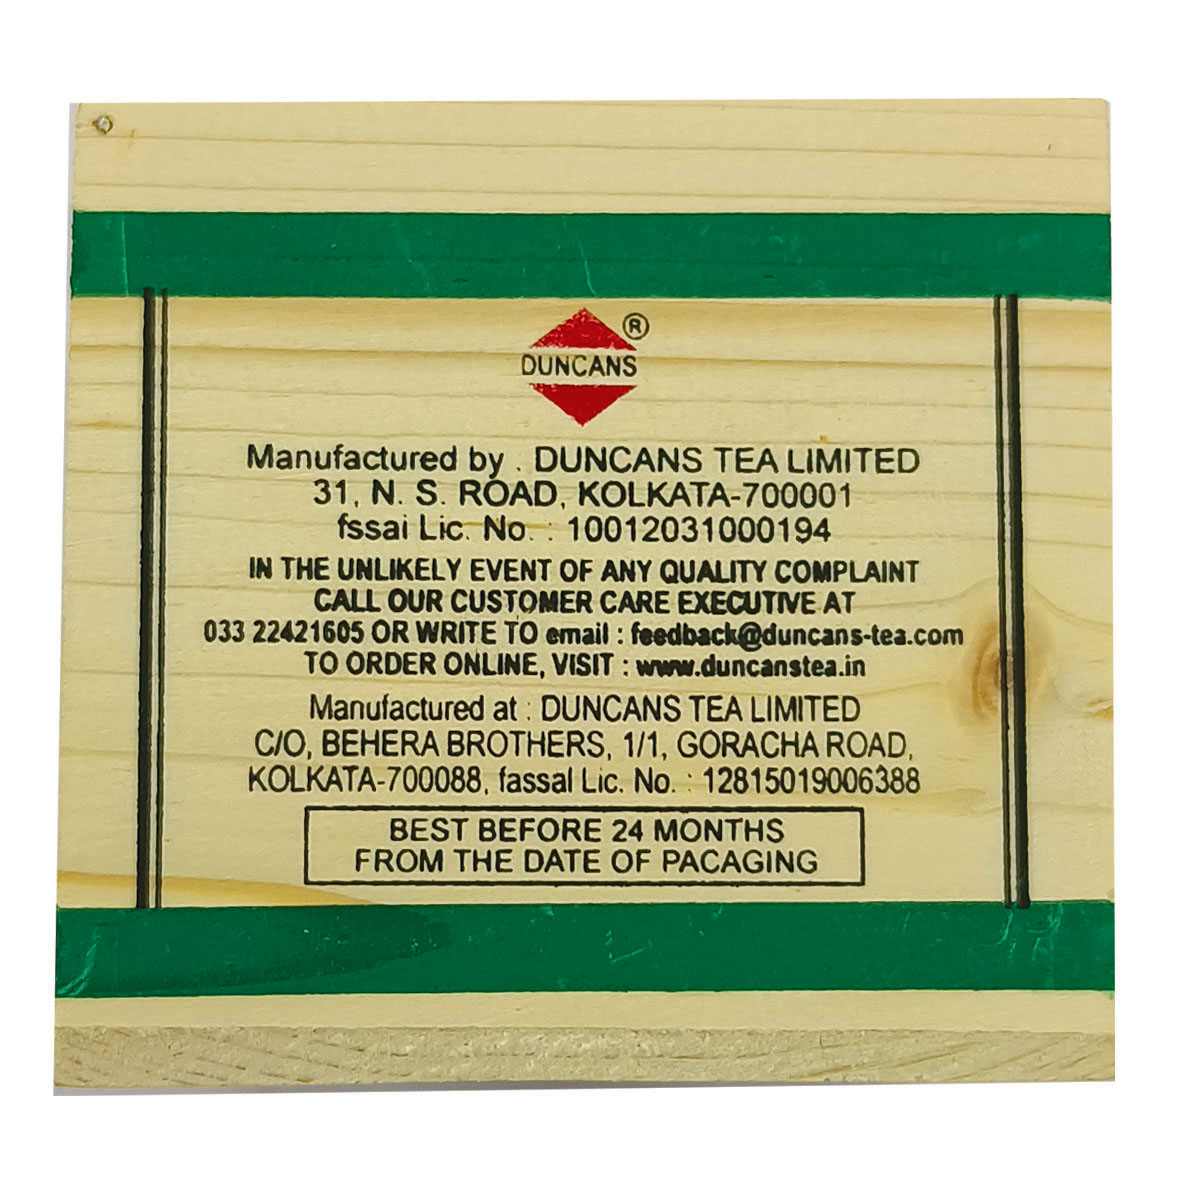 ®
DUNCANS
Manufactured by . DUNCANS TEA LIMITED
31, N. S. ROAD, KOLKATA-700001
fssai Lic. No. : 10012031000194
IN THE UNLIKELY EVENT OF ANY QUALITY COMPLAINT
CALL OUR CUSTOMER CARE EXECUTIVE AT
033 22421605 OR WRITE TO email : feedback@duncans-tea.com
TO ORDER ONLINE, VISIT : www.duncanstea.in
Manufactured at : DUNCANS TEA LIMITED
C/O, BEHERA BROTHERS, 1/1, GORACHA ROAD,
KOLKATA-700088, fassal Lic. No. : 12815019006388
BEST BEFORE 24 MONTHS
FROM THE DATE OF PACAGING